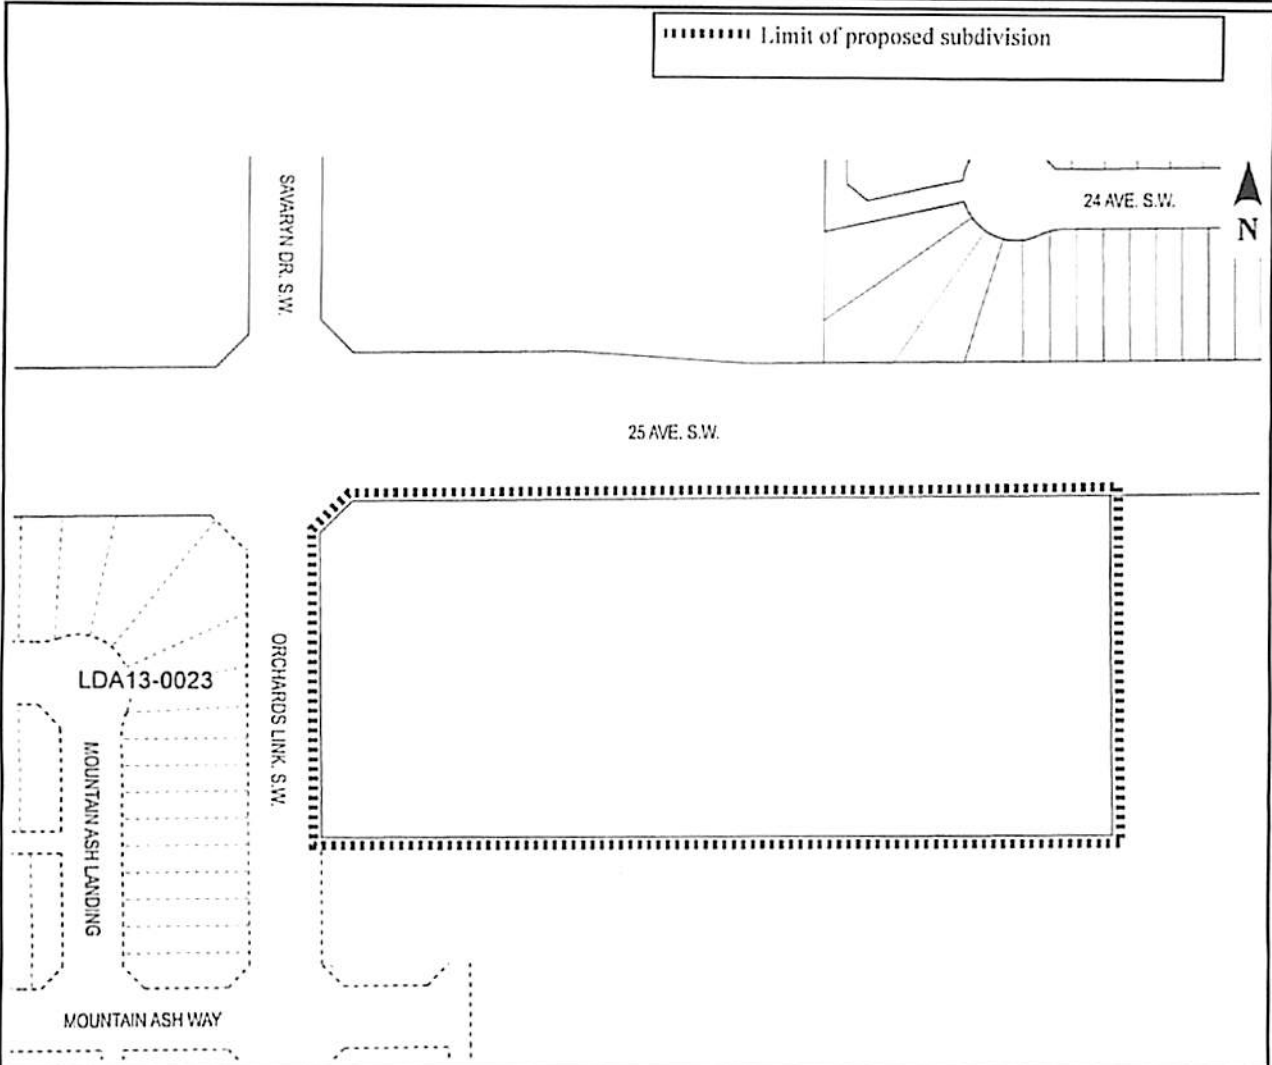 Limit of proposed subdivision
SAVARYN DR. S.W.
24 AVE. S.W.
N
25 AVE. S.W.
LDA13-0023
ORCHARDS LINK. S.W.
MOUNTAIN ASH LANDING
MOUNTAIN ASH WAY